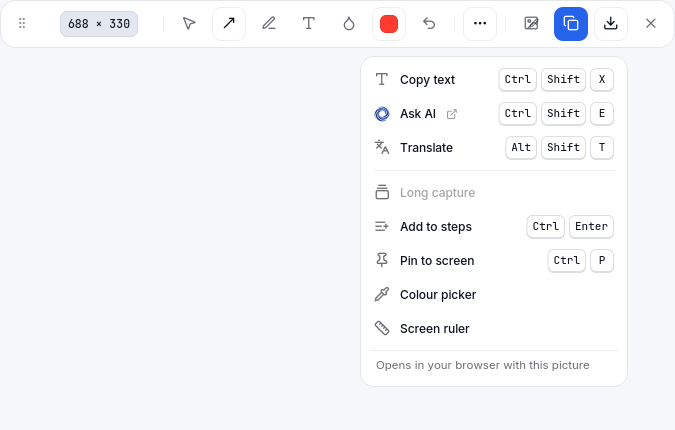 688 × 330
T
Copy text Ctrl Shift X
Ask AI Ctrl Shift E
Translate Alt Shift T
Long capture
Add to steps Ctrl Enter
Pin to screen Ctrl P
Colour picker
Screen ruler
Opens in your browser with this picture